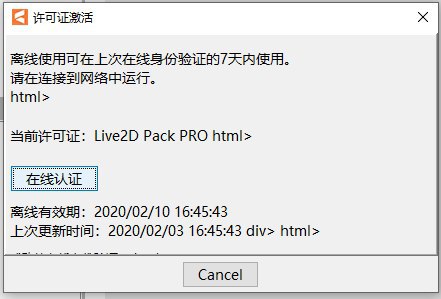 许可证激活
离线使用可在上次在线身份验证的7天内使用。
请在连接到网络中运行。
html>
当前许可证：Live2D Pack PRO html>
在线认证
离线有效期：2020/02/10 16:45:43
上次更新时间：2020/02/03 16:45:43 div> html>
Cancel